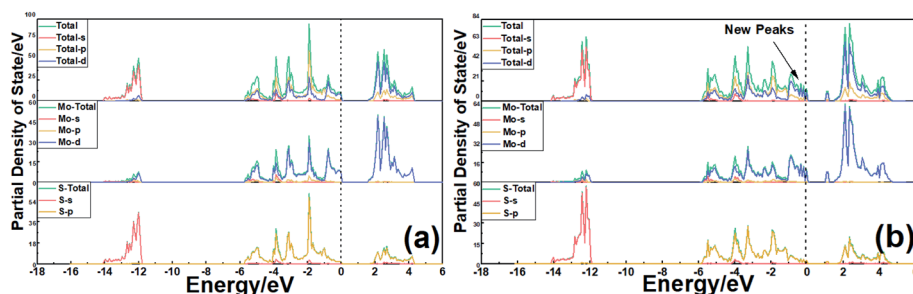 Partial Density of State/eV
100
75
50
25
0
Total
Total-s
Total-p
Total-d
60
45
30
15
0
Mo-Total
Mo-s
Mo-p
Mo-d
72
54
36
18
0
S-Total
S-s
S-p
(a)
-18 -16 -14 -12 -10 -8 -6 -4 -2 0 2 4 6
Energy/eV
Partial Density of State/eV
84
63
42
21
0
Total
Total-s
Total-p
Total-d
New Peaks
64
48
32
16
0
Mo-Total
Mo-s
Mo-p
Mo-d
60
45
30
15
0
S-Total
S-s
S-p
(b)
-18 -16 -14 -12 -10 -8 -6 -4 -2 0 2 4
Energy/eV